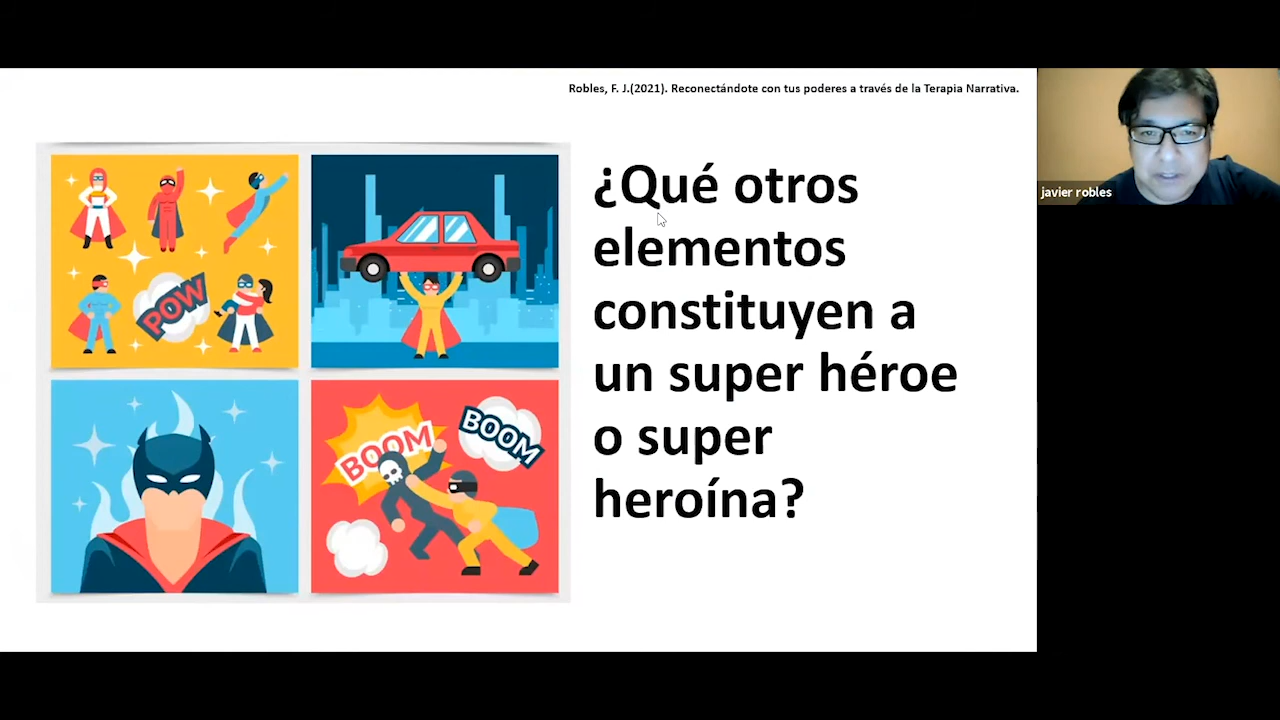 Robles, F. J.(2021). Reconectándote con tus poderes a través de la Terapia Narrativa.
javier robles
¿Qué otros
elementos
constituyen a
un super héroe
o super
heroína?
POW
BOOM
BOOM